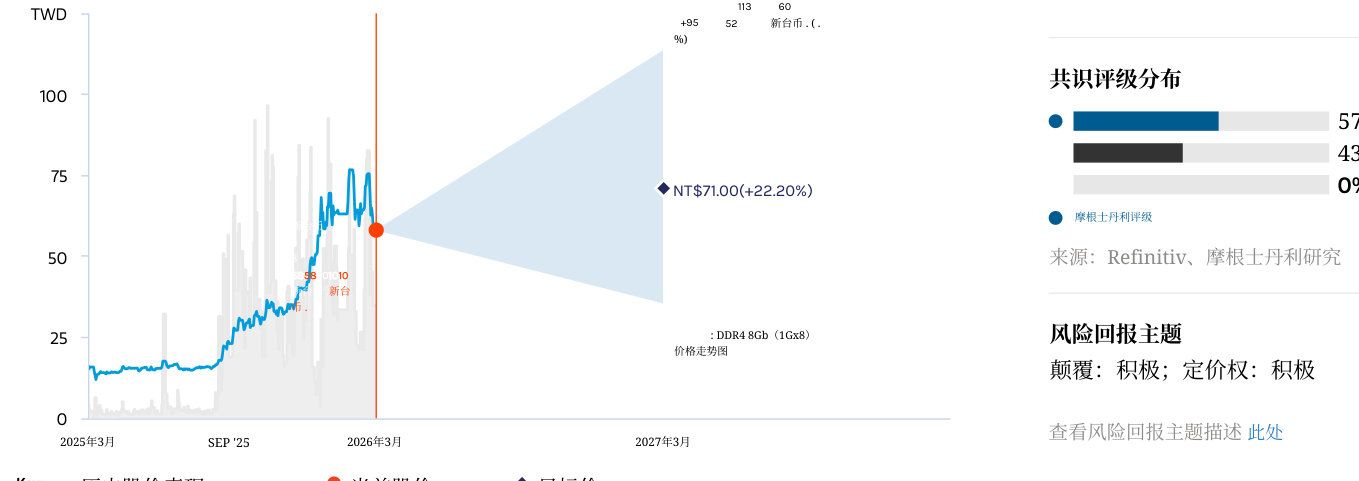 TWD
113 60
+95 52 新台币 . ( .
%)
100
75
50
25
0
NT$71.00(+22.20%)
58 10
新台
币 .
: DDR4 8Gb（1Gx8）
价格走势图
2025年3月
SEP '25
2026年3月
2027年3月
共识评级分布
57
43
0%
摩根士丹利评级
来源：Refinitiv、摩根士丹利研究
风险回报主题
颠覆：积极；定价权：积极
查看风险回报主题描述 此处